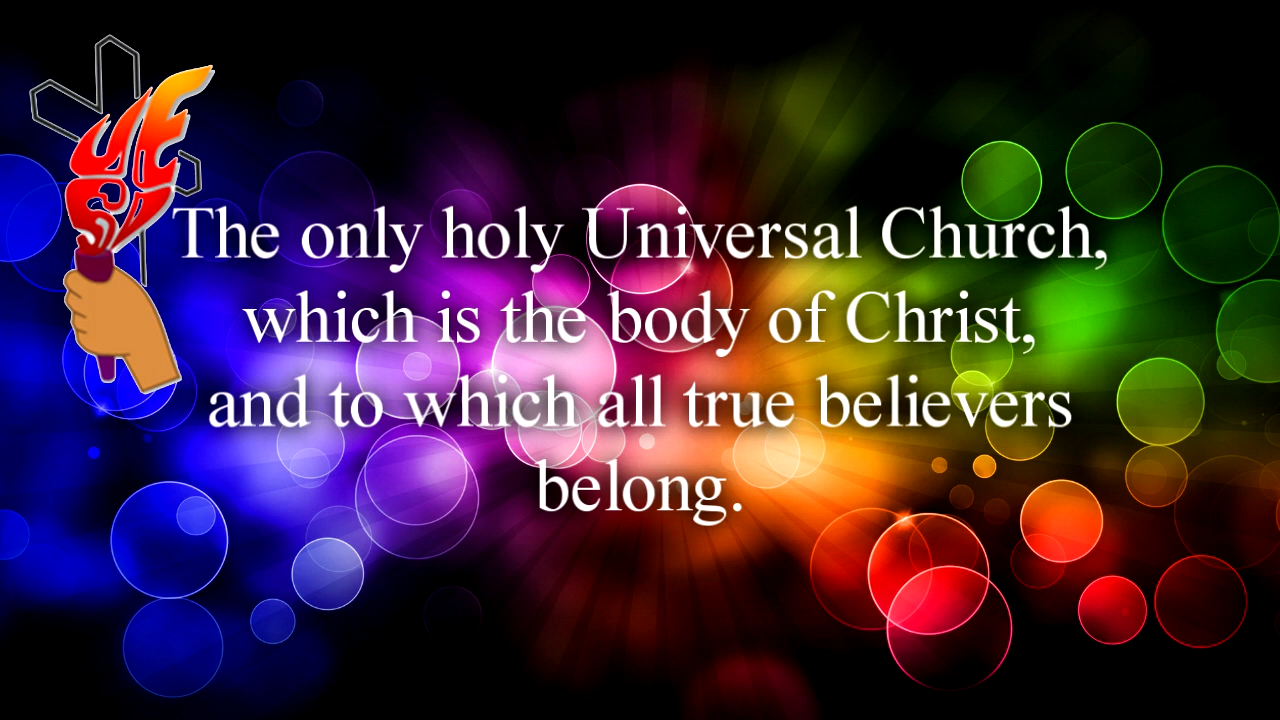 The only holy Universal Church,
which is the body of Christ,
and to which all true believers
belong.